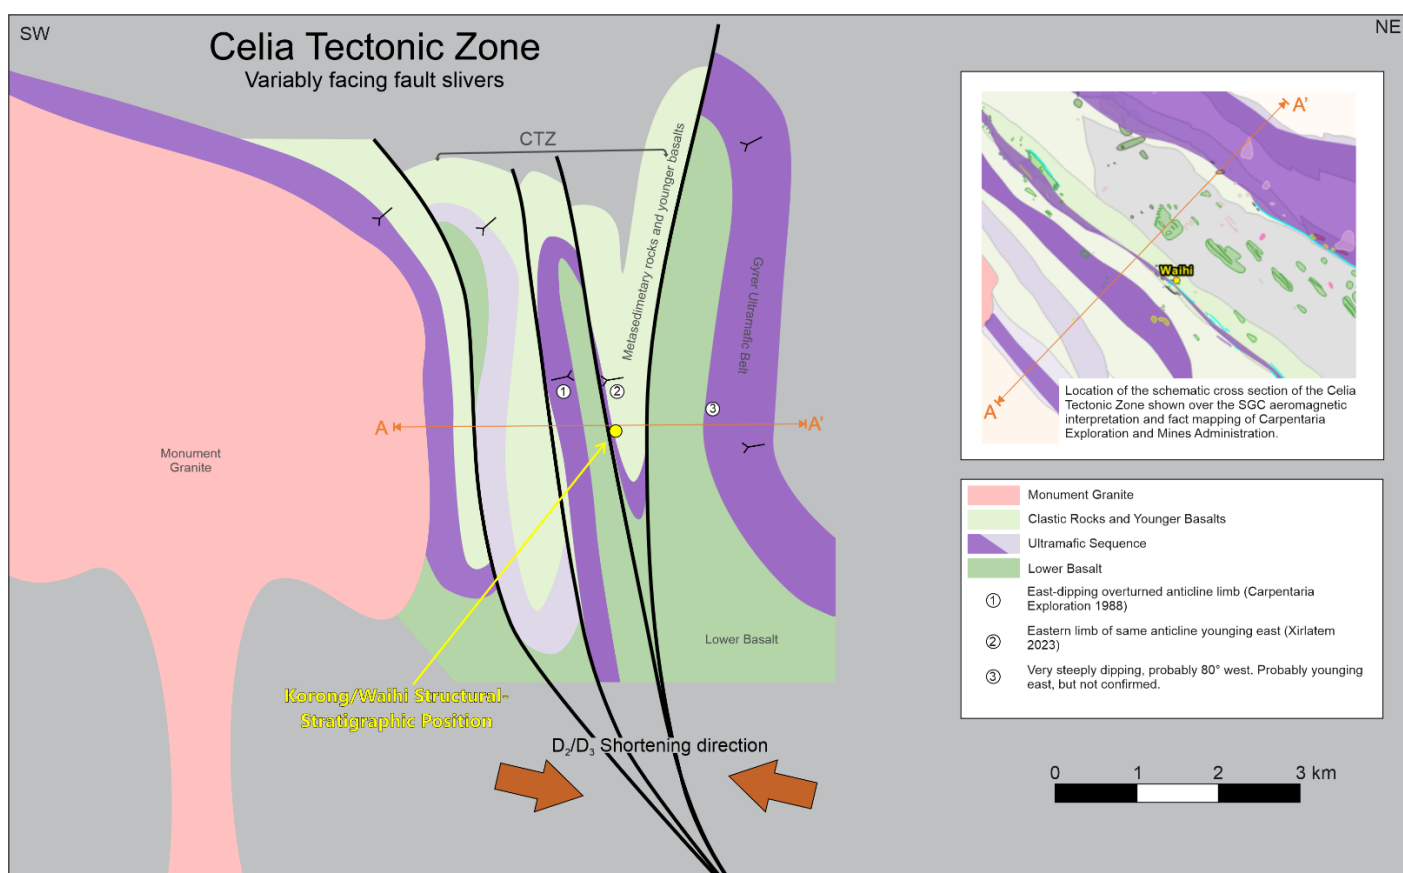 SW
NE
Celia Tectonic Zone
Variably facing fault slivers
CTZ
Metasedimetary rocks and younger basalts
Gyrer Ultramafic Belt
1
2
3
A
A'
Monument
Granite
Lower Basalt
Korong/Waihi Structural-
Stratigraphic Position
D2/D3 Shortening direction
A'
Waihi
A
Location of the schematic cross section of the Celia
Tectonic Zone shown over the SGC aeromagnetic
interpretation and fact mapping of Carpentaria
Exploration and Mines Administration.
Monument Granite
Clastic Rocks and Younger Basalts
Ultramafic Sequence
Lower Basalt
1 East-dipping overturned anticline limb (Carpentaria
Exploration 1988)
2 Eastern limb of same anticline younging east (Xirlatem
2023)
3 Very steeply dipping, probably 80° west. Probably younging
east, but not confirmed.
0 1 2 3 km